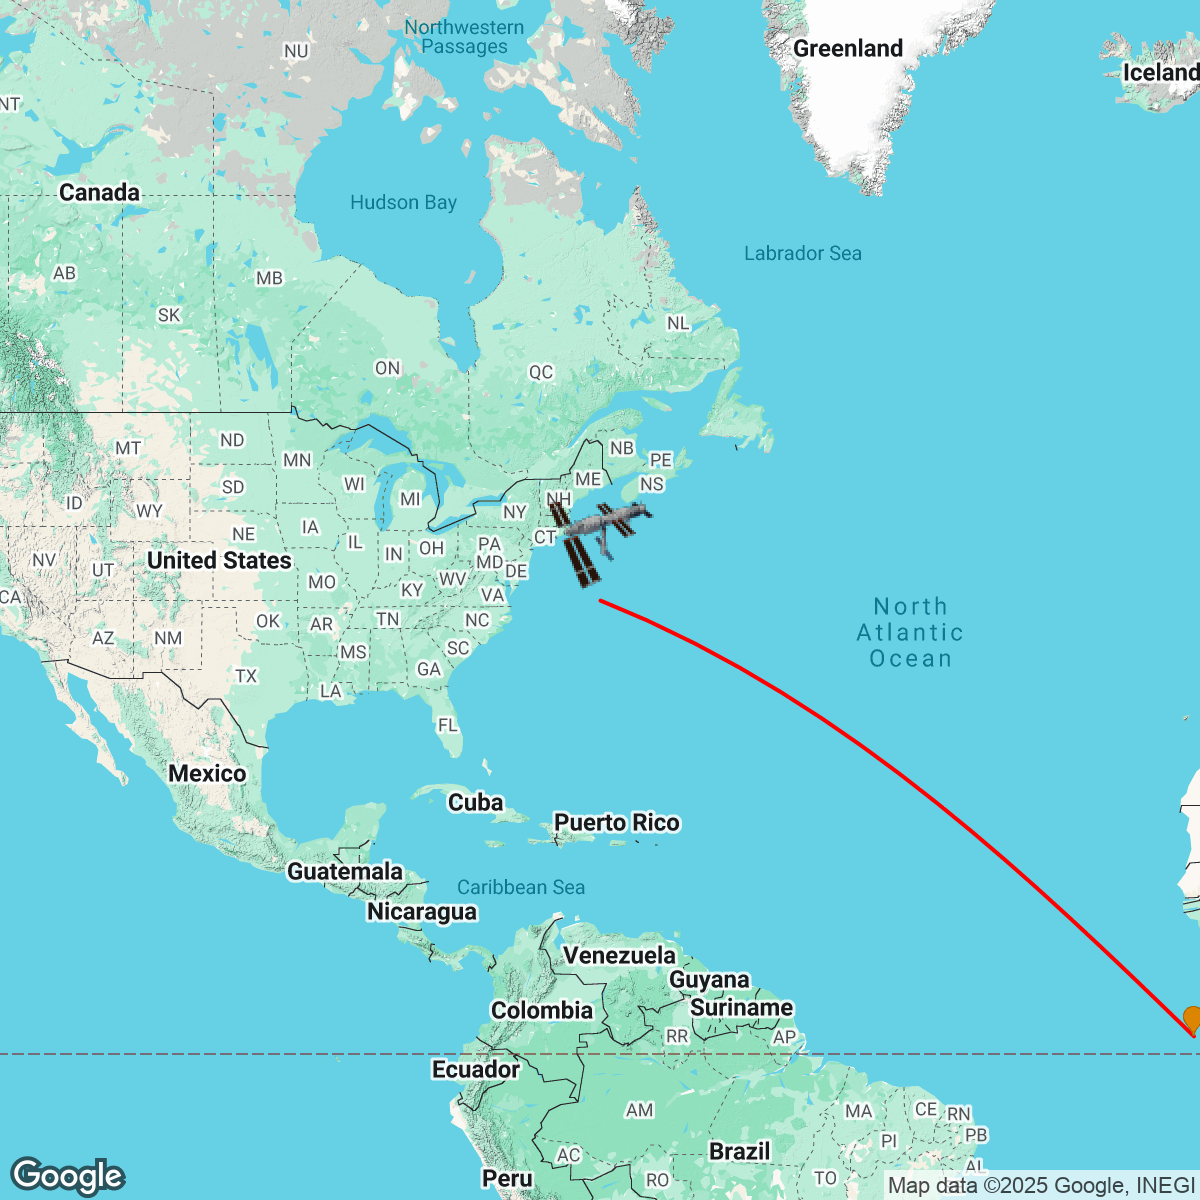 Northwestern
Passages
NU
Greenland
Iceland
NT
Canada
Hudson Bay
Labrador Sea
AB
MB
SK
NL
ON
QC
ND
MT
MN
NB
PE
SD
WI
MI
ME
NS
ID
WY
NH
NY
IA
NE
CT
IL
IN
OH
PA
NV
United States
UT
MD
DE
MO
KY
WV
CA
VA
North
Atlantic
Ocean
OK
AR
TN
NC
AZ
NM
MS
SC
GA
TX
LA
FL
Mexico
Cuba
Puerto Rico
Guatemala
Caribbean Sea
Nicaragua
Venezuela
Guyana
Colombia
Suriname
RR
AP
Ecuador
AM
MA
CE
RN
PB
PI
AC
Brazil
AL
Peru
RO
TO
Google
Map data ©2025 Google, INEGI